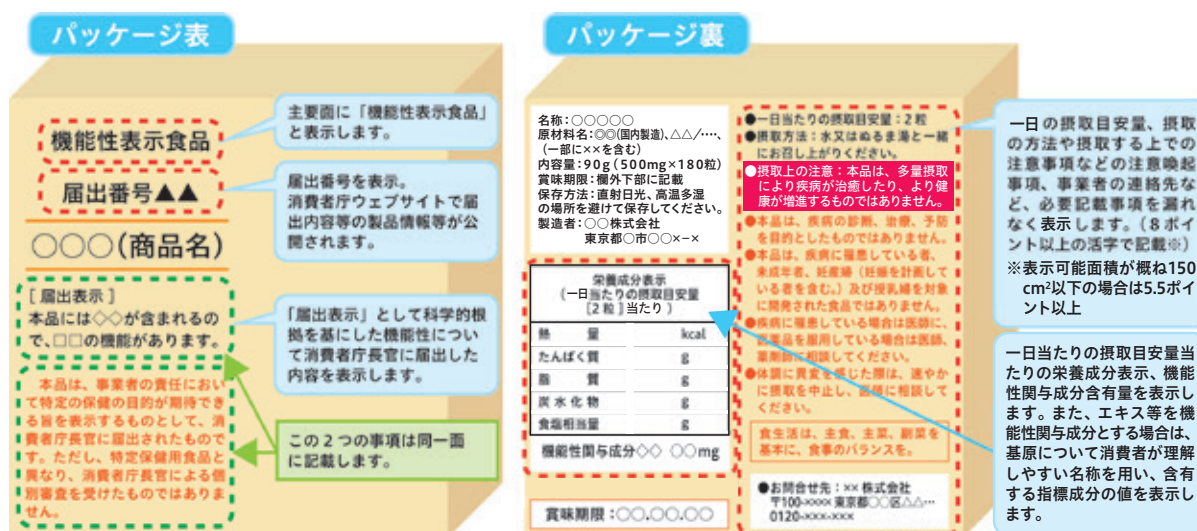 パッケージ表
機能性表示食品
届出番号▲▲
〇〇〇(商品名)
[ 届出表示 ]
本品には◇◇が含まれるの
で、□□の機能があります。
本品は、事業者の責任におい
て特定の保健の目的が期待でき
る旨を表示するものとして、消
費者庁長官に届出されたもので
す。ただし、特定保健用食品と
異なり、消費者庁長官による個
別審査を受けたものではありま
せん。
主要面に「機能性表示食品」
と表示します。
届出番号を表示。
消費者庁ウェブサイトで届
出内容等の製品情報等が公
開されます。
「届出表示」として科学的根
拠を基にした機能性につい
て消費者庁長官に届出した
内容を表示します。
この2つの事項は同一面
に記載します。
パッケージ裏
名称:〇〇〇〇〇
原材料名:◎◎(国内製造)、△△/‥‥、
(一部に××を含む)
内容量:90g(500mg×180粒)
賞味期限:欄外下部に記載
保存方法:直射日光、高温多湿
の場所を避けて保存してください。
製造者:〇〇株式会社
東京都〇市〇〇×−×
栄養成分表示
(一日当たりの摂取目安量
[2粒]当たり)
熱 量 kcal
たんぱく質 g
脂 質 g
炭水化物 g
食塩相当量 g
機能性関与成分◇◇ 〇〇mg
賞味期限:〇〇.〇〇.〇〇
●一日当たりの摂取目安量:2粒
●摂取方法:水又はぬるま湯と一緒
にお召し上がりください。
●摂取上の注意:本品は、多量摂取
により疾病が治癒したり、より健
康が増進するものではありません。
●本品は、疾病の診断、治療、予防
を目的としたものではありません。
●本品は、疾病に罹患している者、
未成年者、妊産婦(妊娠を計画して
いる者を含む。)及び授乳婦を対象
に開発された食品ではありません。
●疾病に罹患している場合は医師に、
医薬品を服用している場合は医師、
薬剤師に相談してください。
●体調に異変を感じた際は、速やか
に摂取を中止し、医師に相談して
ください。
食生活は、主食、主菜、副菜を
基本に、食事のバランスを。
●お問合せ先:××株式会社
〒100-×××× 東京都〇〇区△△…
0120-×××-×××
一日の摂取目安量、摂取
の方法や摂取する上での
注意事項などの注意喚起
事項、事業者の連絡先な
ど、必要記載事項を漏れ
なく表示します。(8ポイ
ント以上の活字で記載※)
※表示可能面積が概ね150
cm²以下の場合は5.5ポイ
ント以上
一日当たりの摂取目安量当
たりの栄養成分表示、機能
性関与成分含有量を表示し
ます。また、エキス等を機
能性関与成分とする場合は、
基原について消費者が理解
しやすい名称を用い、含有
する指標成分の値を表示し
ます。